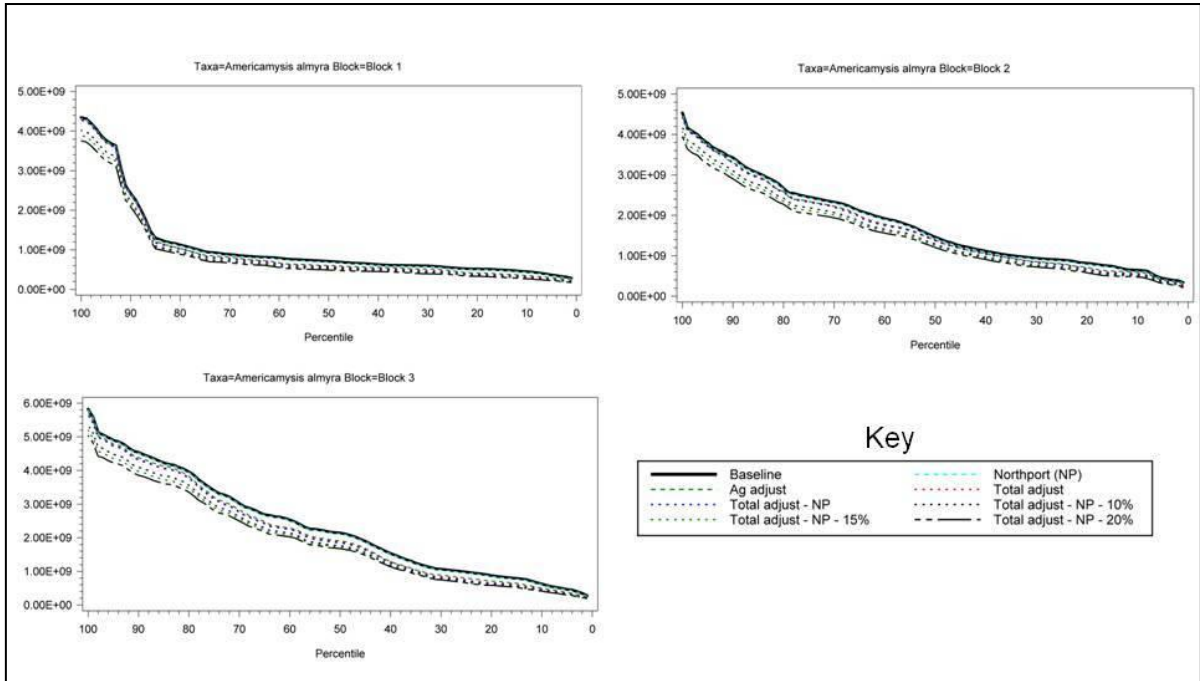 Taxa=Americamysis almyra Block=Block 1
5.00E+09
4.00E+09
3.00E+09
2.00E+09
1.00E+09
0.00E+00
100 90 80 70 60 50 40 30 20 10 0
Percentile
Taxa=Americamysis almyra Block=Block 2
5.00E+09
4.00E+09
3.00E+09
2.00E+09
1.00E+09
0.00E+00
100 90 80 70 60 50 40 30 20 10 0
Percentile
Taxa=Americamysis almyra Block=Block 3
6.00E+09
5.00E+09
4.00E+09
3.00E+09
2.00E+09
1.00E+09
0.00E+00
100 90 80 70 60 50 40 30 20 10 0
Percentile
Key
Baseline Northport (NP)
Ag adjust Total adjust
Total adjust - NP Total adjust - NP - 10%
Total adjust - NP - 15% Total adjust - NP - 20%